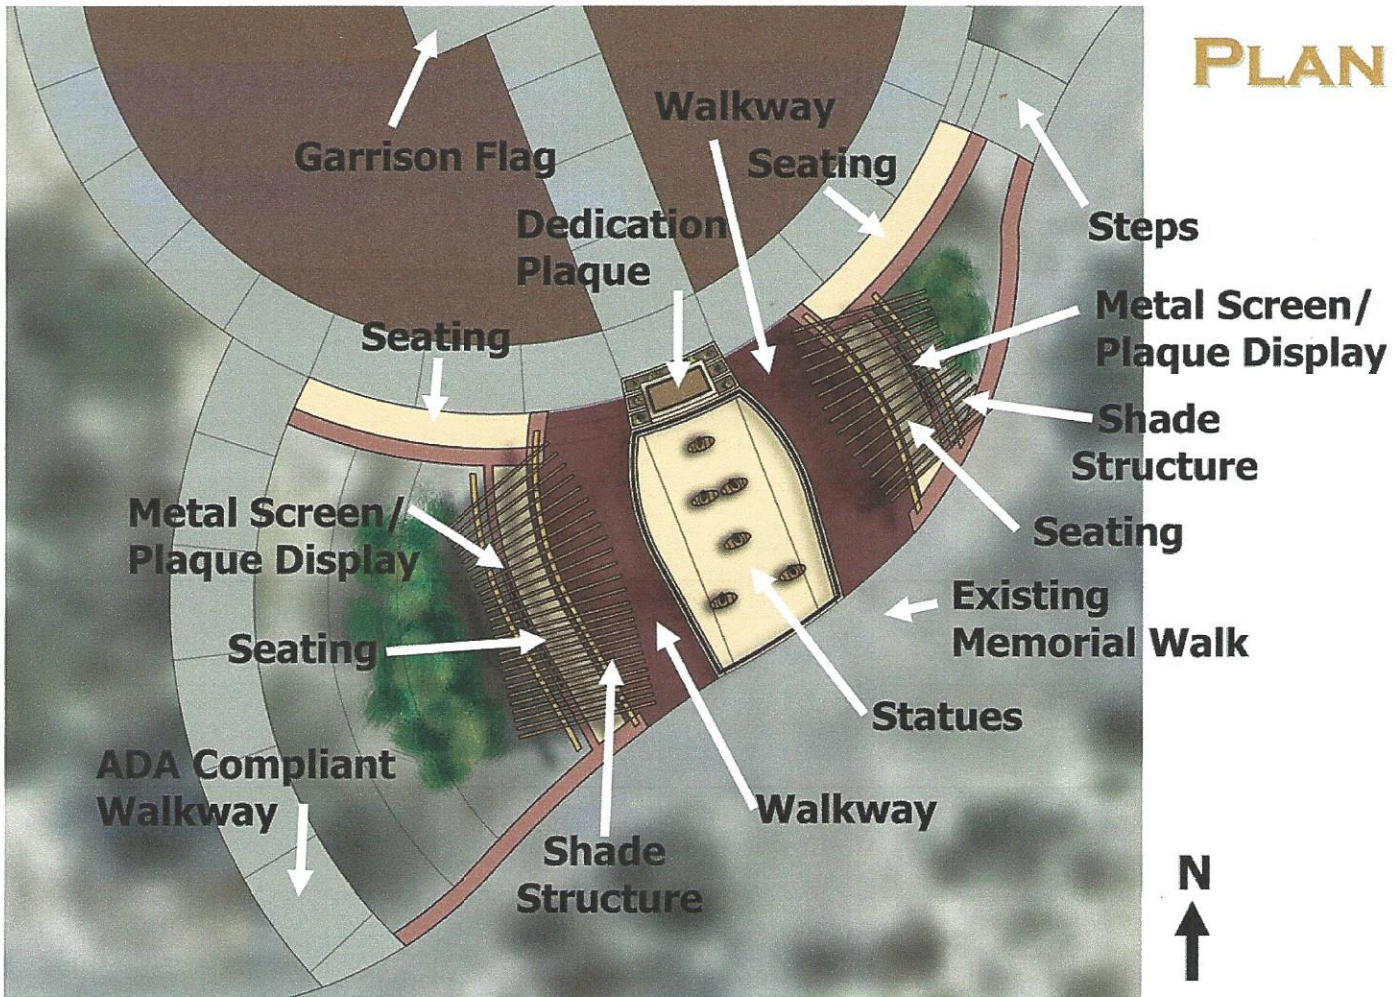 PLAN
Walkway
Garrison Flag
Seating
Dedication
Plaque
Steps
Seating
Metal Screen/
Plaque Display
Shade
Structure
Metal Screen/
Plaque Display
Seating
Existing
Memorial Walk
Seating
Statues
ADA Compliant
Walkway
Walkway
Shade
Structure
N